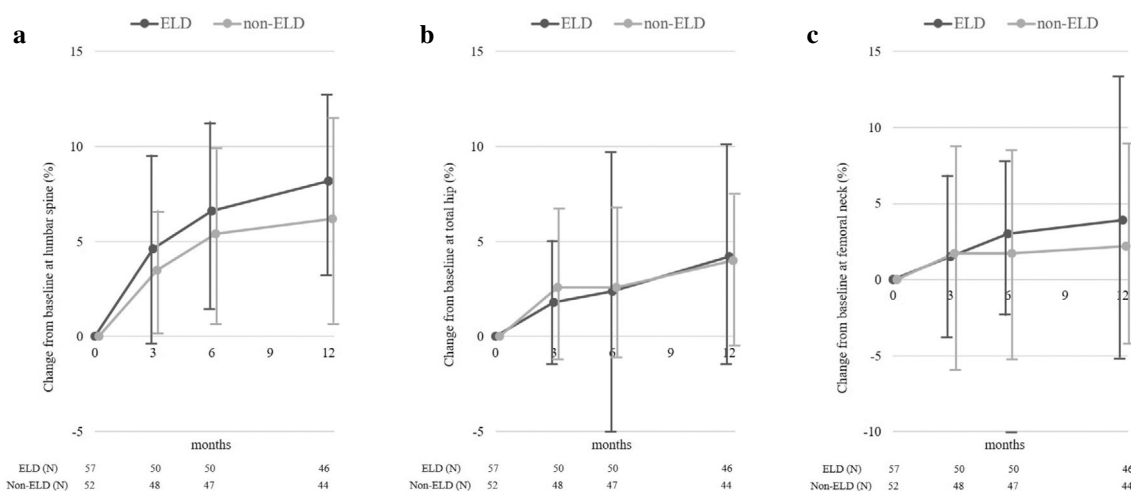 a
ELD non-ELD
15
10
5
0
-5
Change from baseline at lumbar spine (%)
0 3 6 9 12
months
ELD (N) 57 50 50 46
Non-ELD (N) 52 48 47 44
b
ELD non-ELD
15
10
5
0
-5
Change from baseline at total hip (%)
0 3 6 9 12
months
ELD (N) 57 50 50 46
Non-ELD (N) 52 48 47 44
c
ELD non-ELD
15
10
5
0
-5
-10
Change from baseline at femoral neck (%)
0 3 6 9 12
months
ELD (N) 57 50 50 46
Non-ELD (N) 52 48 47 44